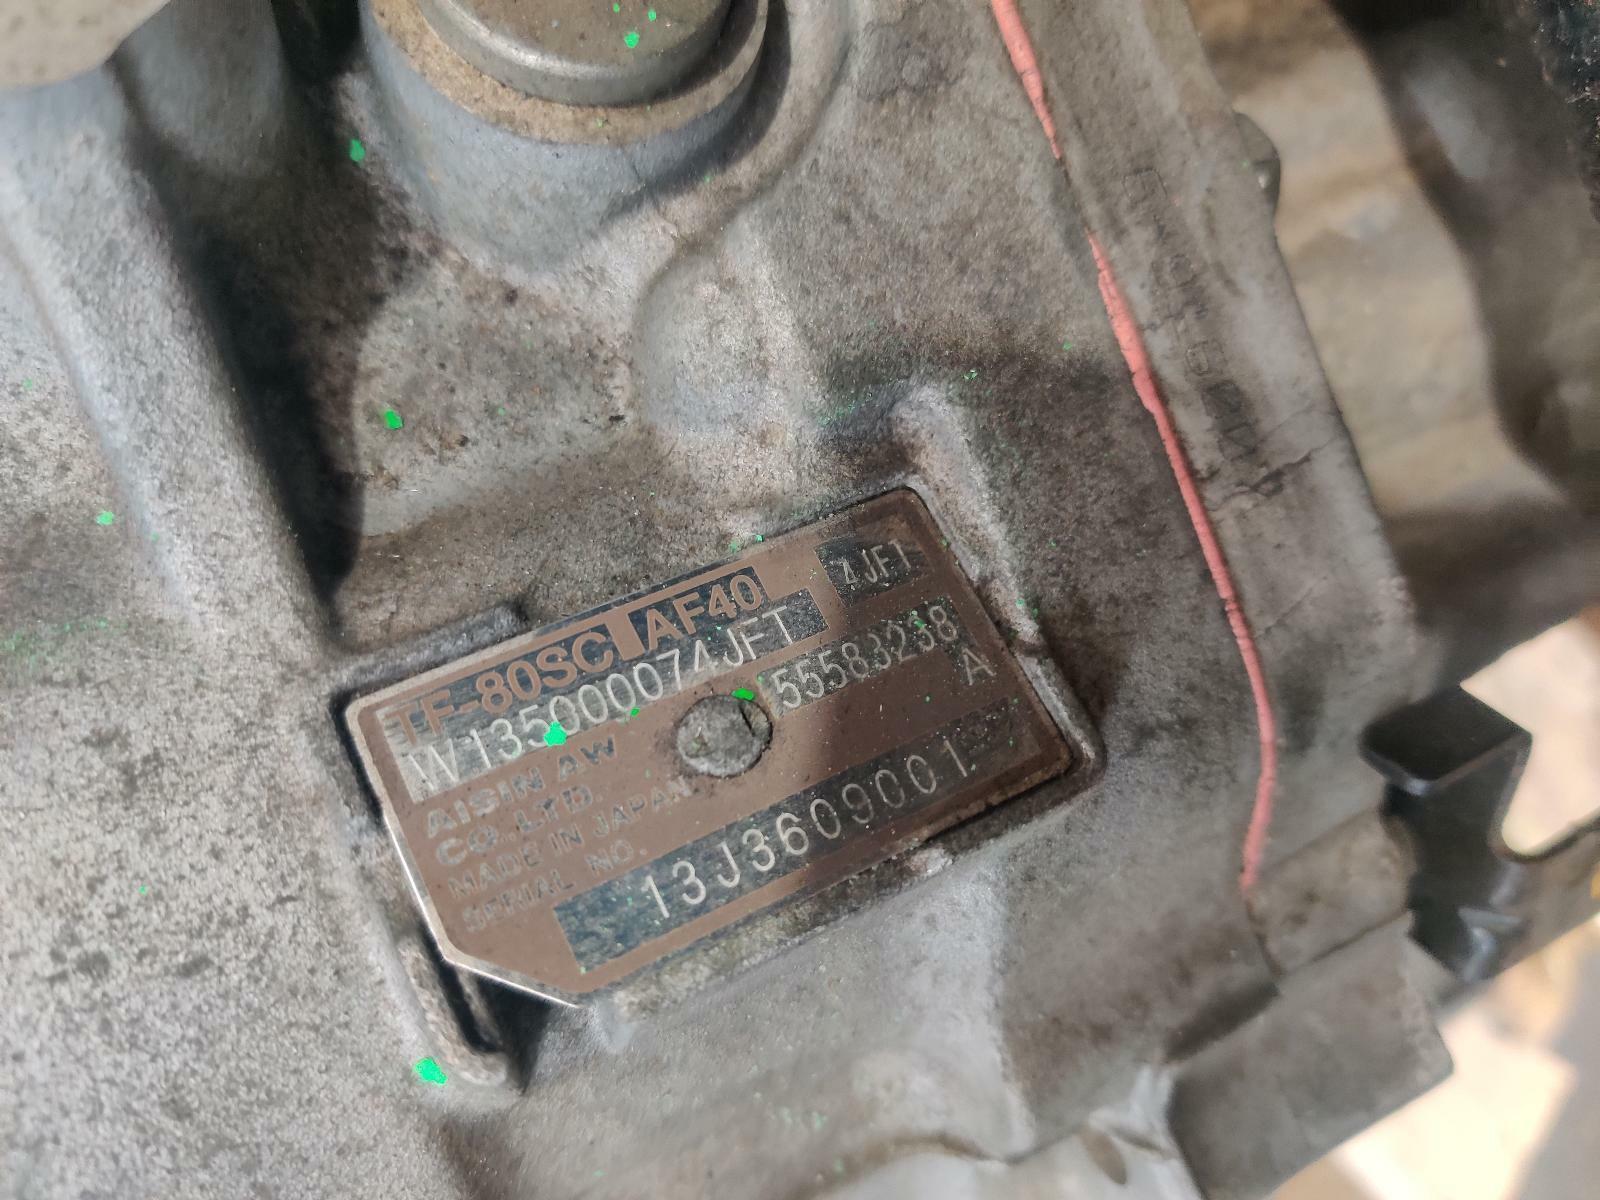 TF-80SC AF40
W135000074JFT
4JF1
55583238
A
AISIN AW
CO.LTD.
MADE IN JAPAN
SERIAL NO.
13J3609001